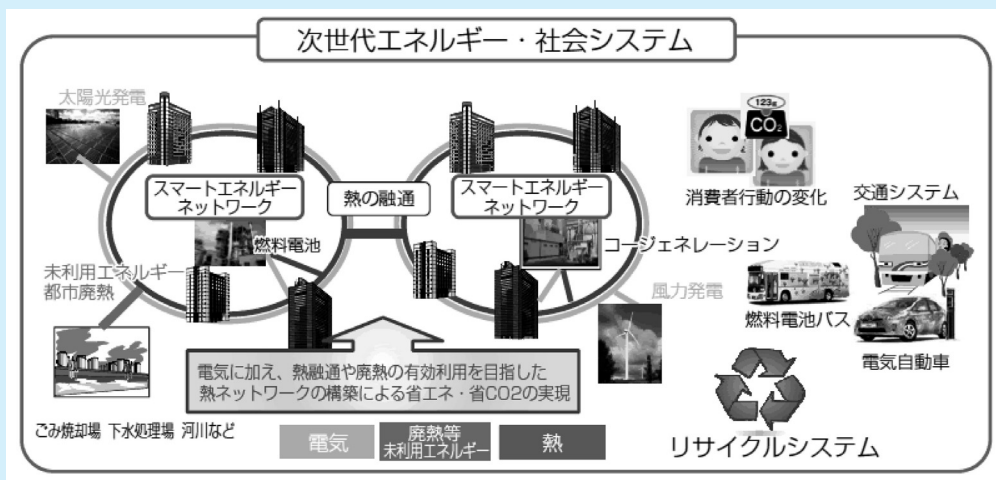 次世代エネルギー・社会システム
太陽光発電
スマートエネルギー
ネットワーク
熱の融通
スマートエネルギー
ネットワーク
123g
CO₂
消費者行動の変化
交通システム
燃料電池
コージェネレーション
未利用エネルギー
都市廃熱
風力発電
燃料電池バス
電気自動車
電気に加え、熱融通や廃熱の有効利用を目指した
熱ネットワークの構築による省エネ・省CO2の実現
ごみ焼却場 下水処理場 河川など
電気
廃熱等
未利用エネルギー
熱
リサイクルシステム